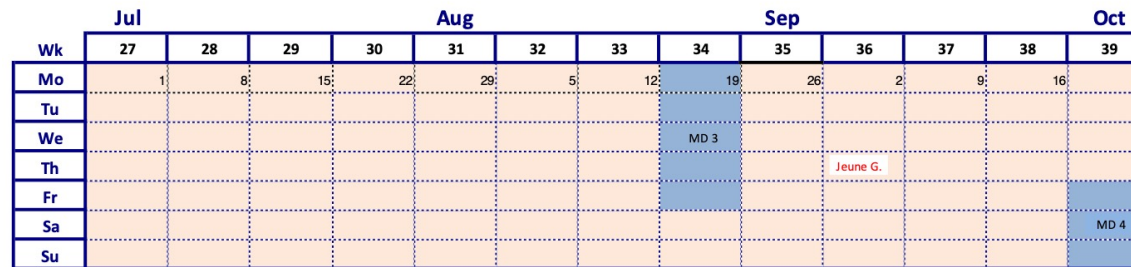 Jul Aug Sep Oct
Wk 27 28 29 30 31 32 33 34 35 36 37 38 39
Mo 1 8 15 22 29 5 12 19 26 2 9 16
Tu
We MD 3
Th Jeune G.
Fr
Sa MD 4
Su